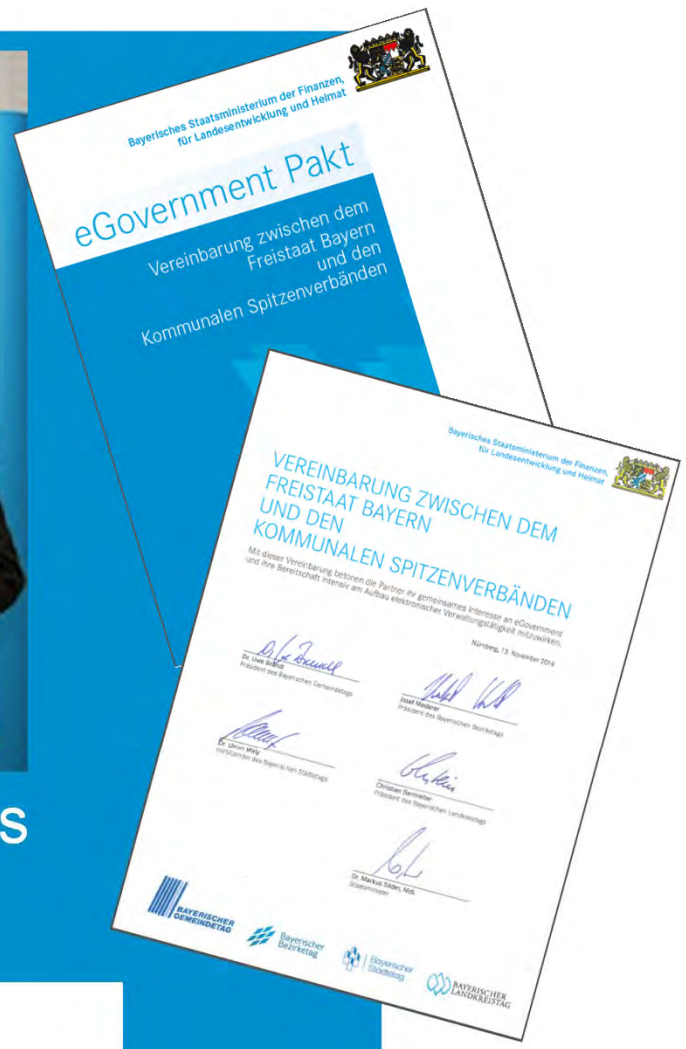 Bayerisches Staatsministerium der Finanzen,
für Landesentwicklung und Heimat
eGovernment Pakt
Vereinbarung zwischen dem
Freistaat Bayern
und den
Kommunalen Spitzenverbänden
Bayerisches Staatsministerium der Finanzen,
für Landesentwicklung und Heimat
VEREINBARUNG ZWISCHEN DEM
FREISTAAT BAYERN
UND DEN
KOMMUNALEN SPITZENVERBÄNDEN
Mit dieser Vereinbarung betonen die Partner ihr gemeinsames Interesse an eGovernment
und ihre Bereitschaft intensiv am Aufbau elektronischer Verwaltungstätigkeit mitzuwirken.
Nürnberg, 13. November 2014
Dr. Uwe Brandl
Präsident des Bayerischen Gemeindetags
Josef Mederer
Präsident des Bayerischen Bezirketags
Dr. Ulrich Maly
Vorsitzender des Bayerischen Städtetags
Christian Bernreiter
Präsident des Bayerischen Landkreistags
Dr. Markus Söder, MdL
Staatsminister
S
BAYERISCHER
GEMEINDETAG
Bayerischer
Bezirketag
Bayerischer
Städtetag
BAYERISCHER
LANDKREISTAG